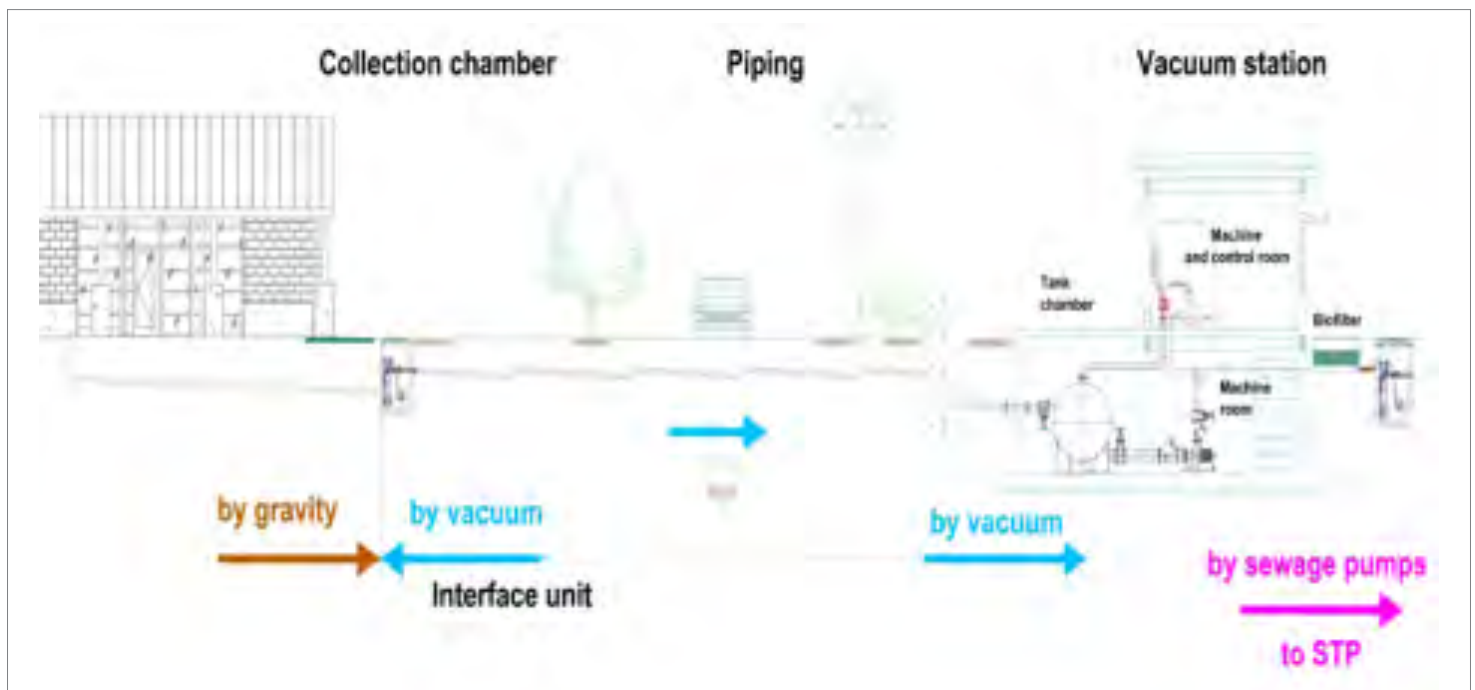 Collection chamber
Piping
Vacuum station
Machine
and control room
Tank
chamber
Biofilter
Machine
room
by gravity
by vacuum
Interface unit
by vacuum
by sewage pumps
to STP